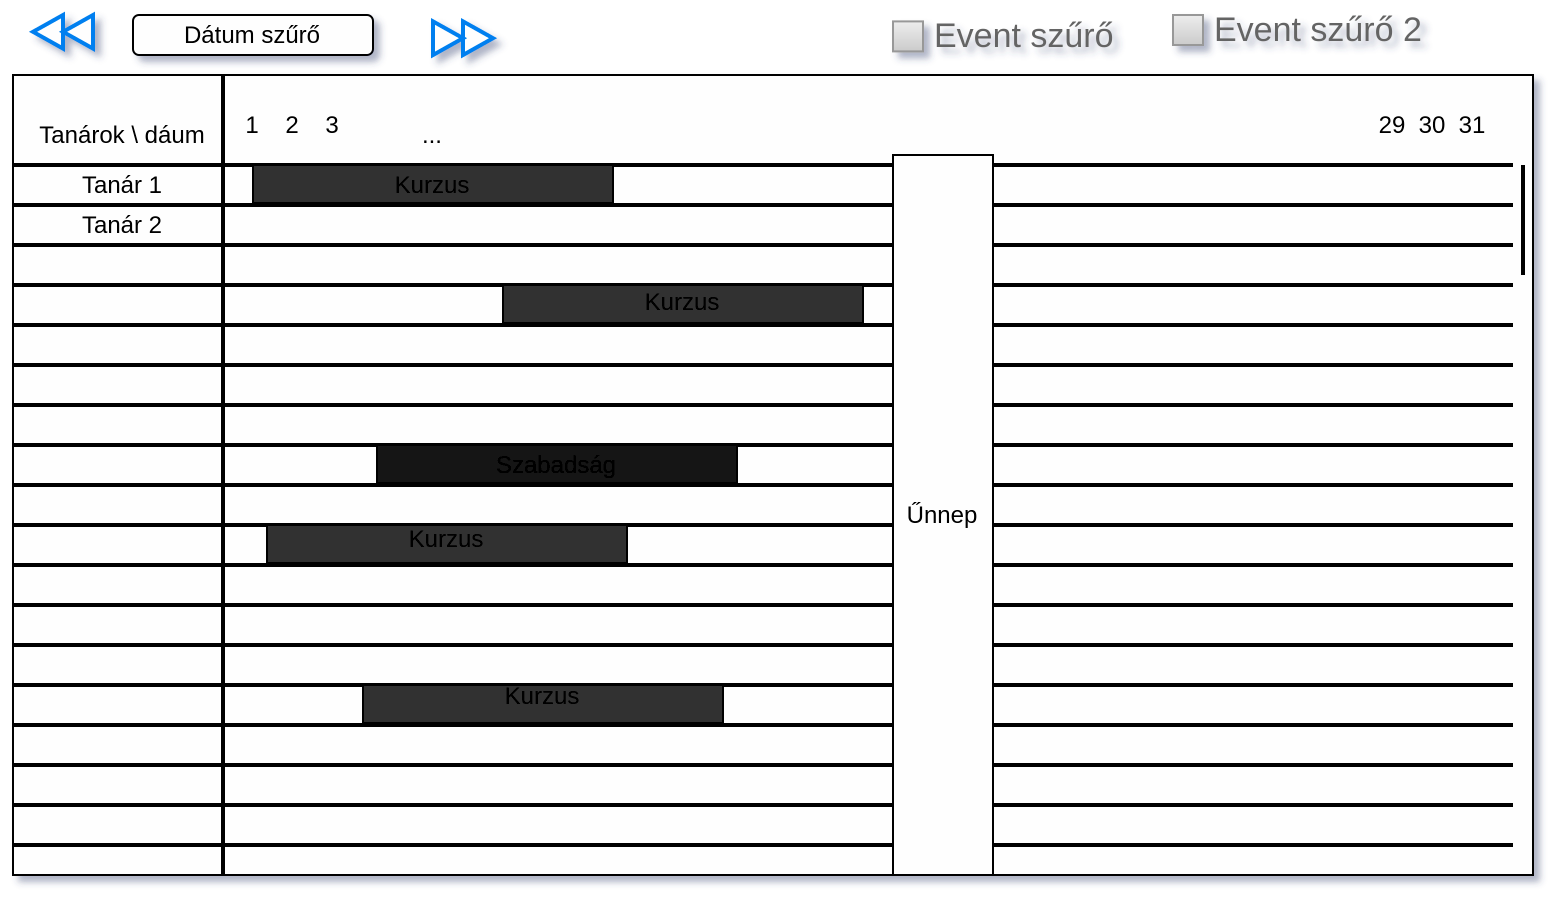 Dátum szűrő
Event szűrő
Event szűrő 2
Tanárok \ dáum
1 2 3 ... 29 30 31
Tanár 1
Kurzus
Tanár 2
Kurzus
Szabadság
Űnnep
Kurzus
Kurzus